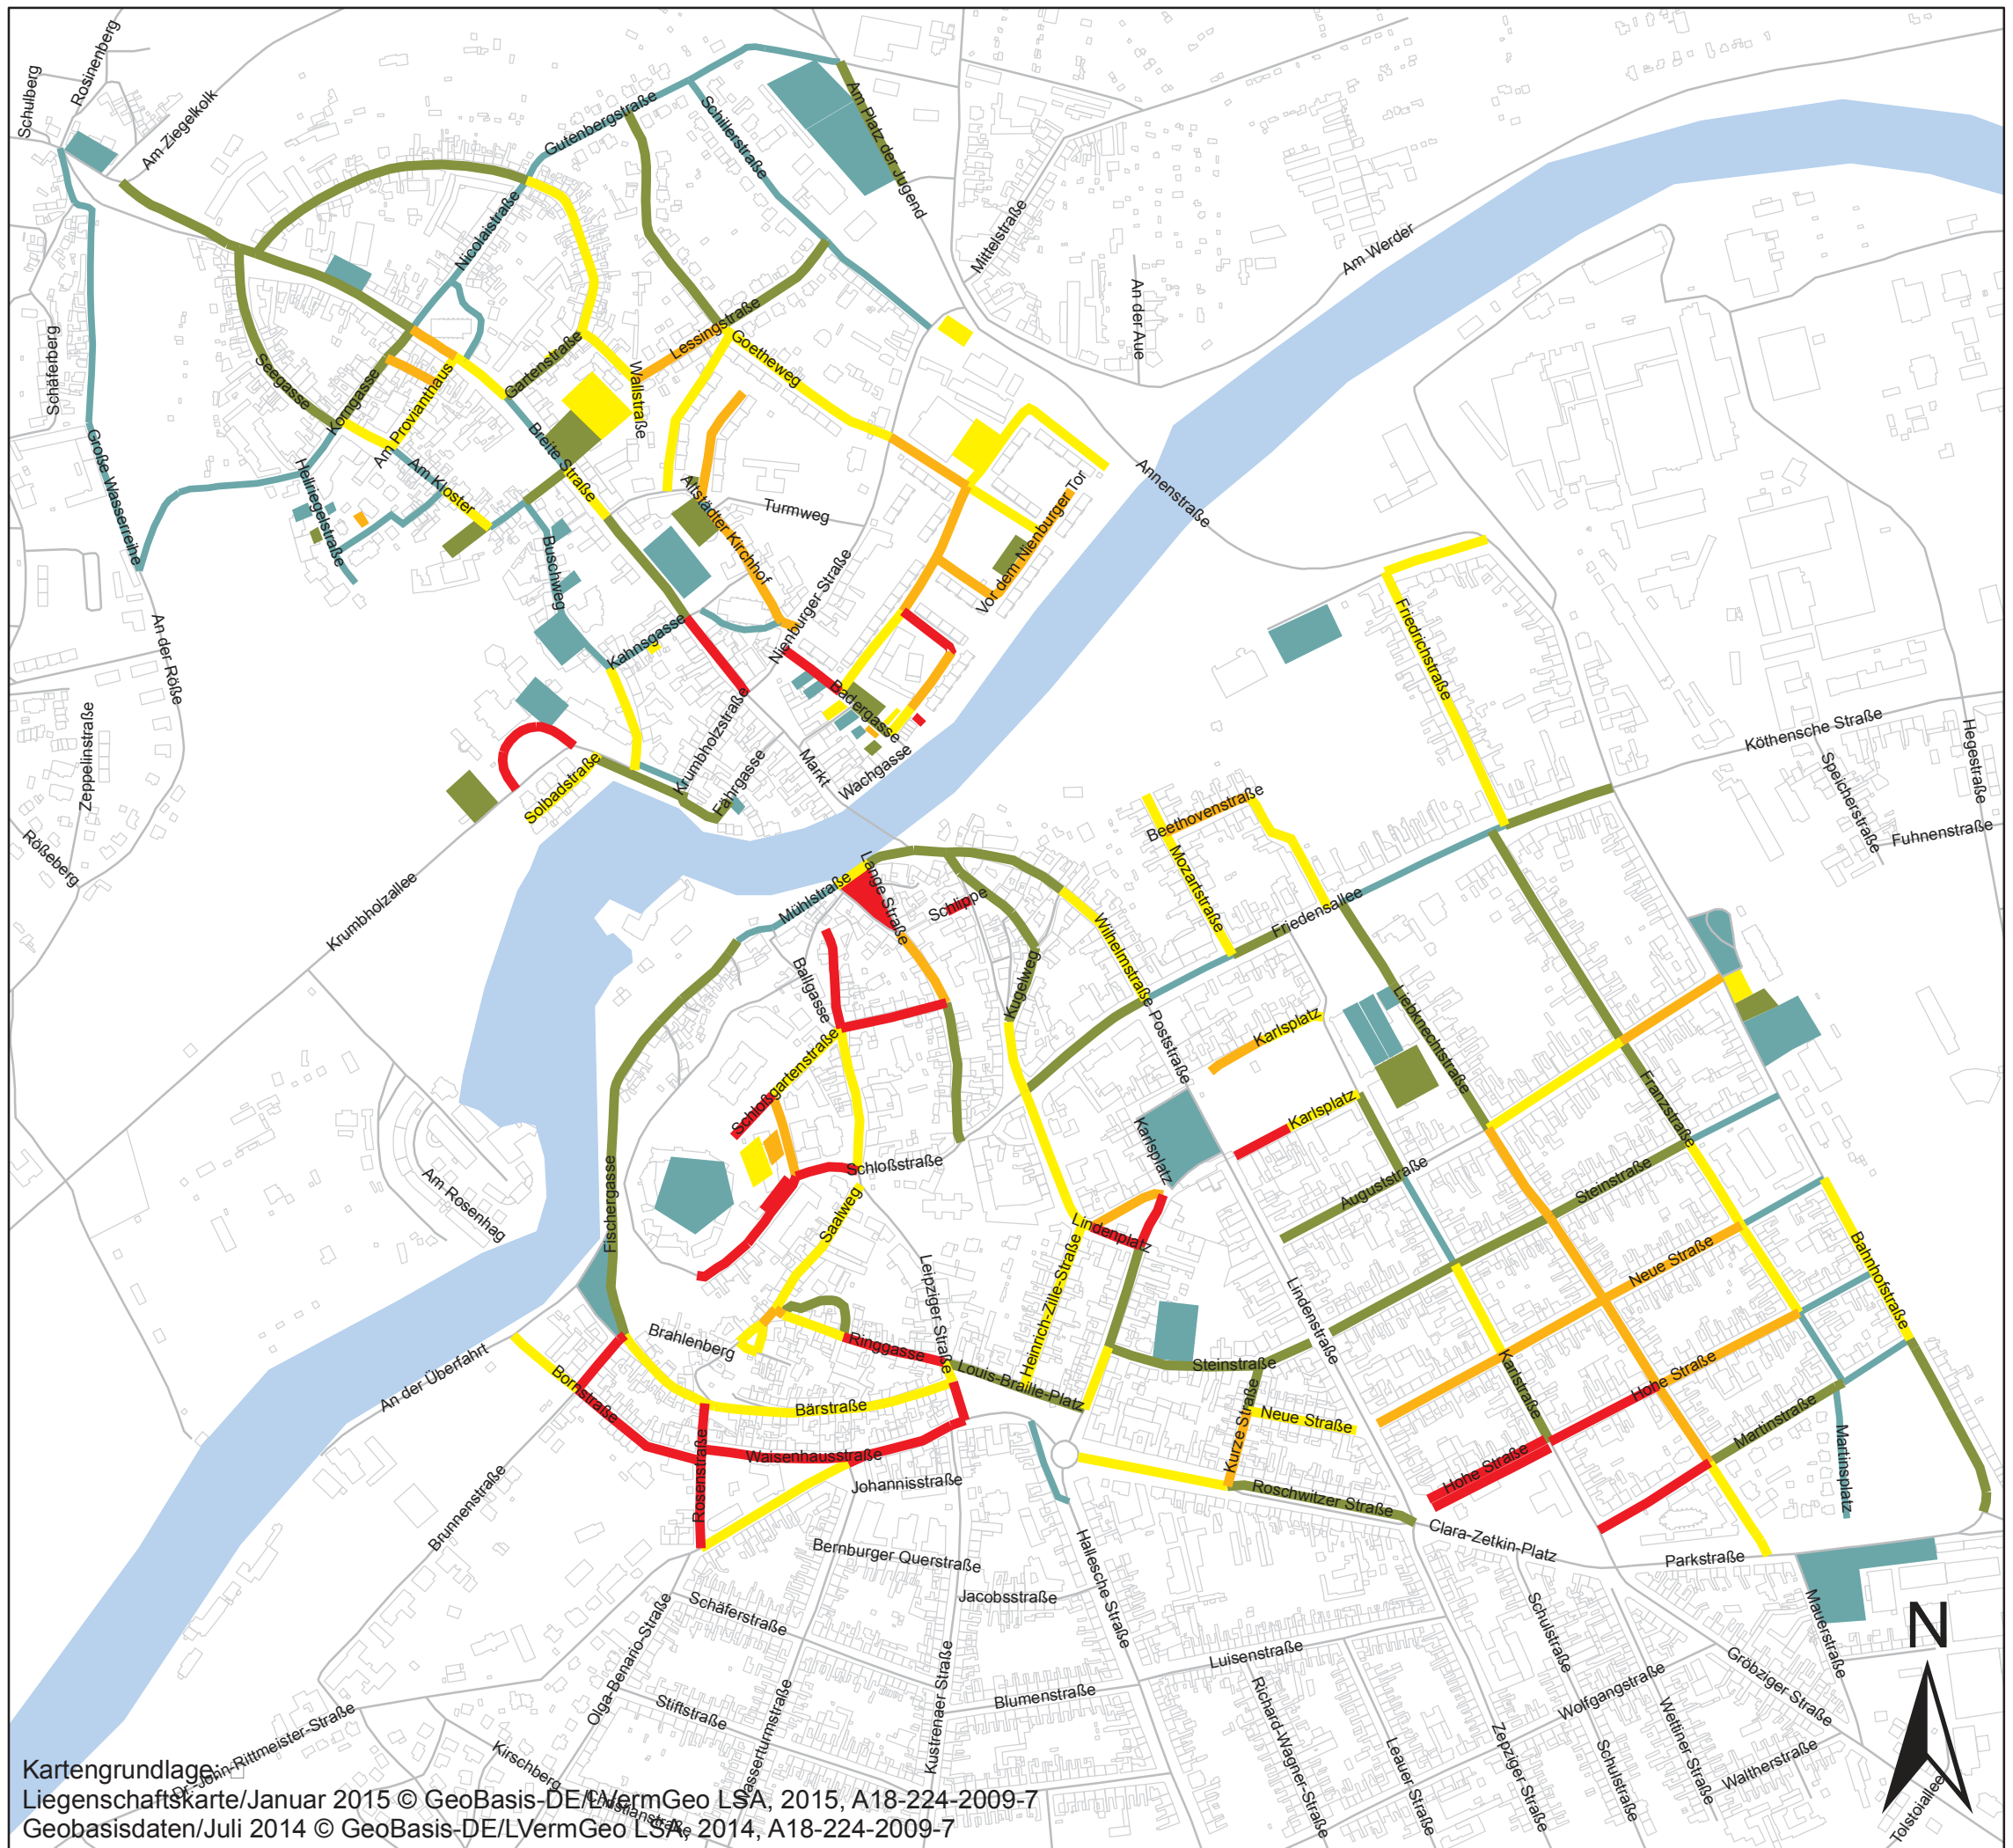 Schulberg
Rosinenberg
Am Ziegelkolk
Gutenbergstraße
Schillerstraße
Am Platz der Jugend
Nicolaistraße
Mittelstraße
Am Werder
An der Aue
Schäferberg
Seegasse
Korngasse
Am Provianthaus
Gartenstraße
Wallstraße
Lessingstraße
Goetheweg
Große Wasserreihe
Hellriegelstraße
Am Kloster
Breite Straße
Buschweg
Altstädter Kirchhof
Turmweg
Vor dem Nienburger Tor
Annenstraße
An der Röße
Kahnsgasse
Nienburger Straße
Friedrichstraße
Zeppelinstraße
Solbadstraße
Krumbholzstraße
Fährgasse
Badergasse
Markt
Wachgasse
Köthensche Straße
Hegestraße
Speicherstraße
Fuhnenstraße
Rößeberg
Krumbholzallee
Mühlstraße
Lange Straße
Schlippe
Beethovenstraße
Mozartstraße
Friedensallee
Wilhelmstraße
Ballgasse
Kugelweg
Poststraße
Karlsplatz
Liebknechtstraße
Schloßgartenstraße
Karlsplatz
Karlsplatz
Franzstraße
Am Rosenhag
Fischergasse
Schloßstraße
Saalweg
Lindenplatz
Auguststraße
Steinstraße
Neue Straße
Bahnhofstraße
Leipziger Straße
Heinrich-Zille-Straße
Lindenstraße
Brahlenberg
Ringgasse
Louis-Braille-Platz
Steinstraße
An der Überfahrt
Bornstraße
Bärstraße
Kurze Straße
Neue Straße
Karlstraße
Hohe Straße
Martinstraße
Martinsplatz
Waisenhausstraße
Rosenstraße
Johannisstraße
Hohe Straße
Roschwitzer Straße
Brunnenstraße
Clara-Zetkin-Platz
Parkstraße
Bernburger Querstraße
Hallesche Straße
Jacobsstraße
Schäferstraße
Olga-Benario-Straße
Schulstraße
Mauerstraße
N
Luisenstraße
Blumenstraße
Stiftstraße
Wasserturmstraße
Kustrenaer Straße
Richard-Wagner-Straße
Leauer Straße
Zepziger Straße
Wolfgangstraße
Wettiner Straße
Schulstraße
Gröbziger Straße
Waltherstraße
Tolstoiallee
Dr.-John-Rittmeister-Straße
Kirschberg
Christianstraße
Kartengrundlage:
Liegenschaftskarte/Januar 2015 © GeoBasis-DE/LVermGeo LSA, 2015, A18-224-2009-7
Geobasisdaten/Juli 2014 © GeoBasis-DE/LVermGeo LSA, 2014, A18-224-2009-7